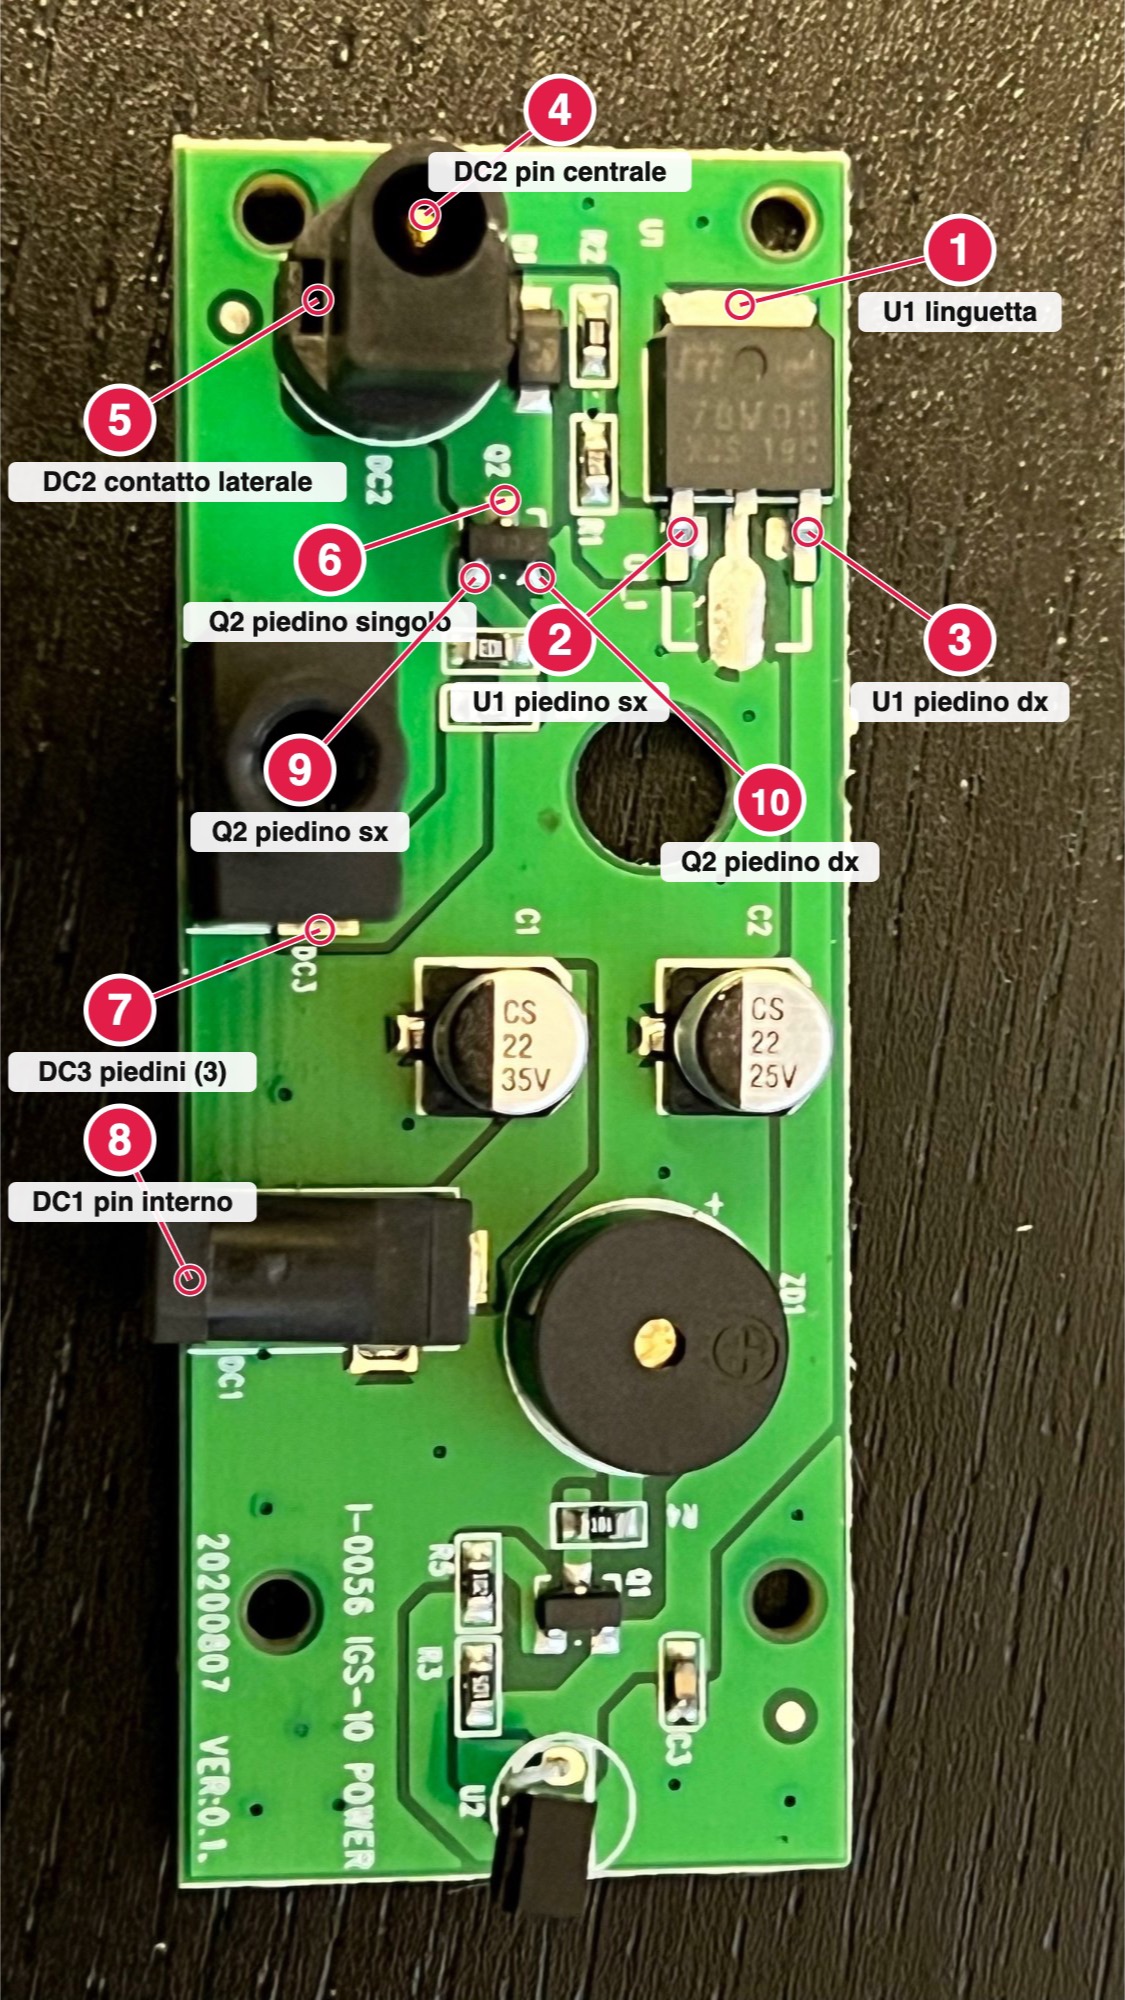 4
DC2 pin centrale
1
U1 linguetta
D1
R2
U1
5
DC2 contatto laterale
DC2
Q2
R1
6
Q2 piedino singolo
2
U1 piedino sx
3
U1 piedino dx
9
Q2 piedino sx
10
Q2 piedino dx
C1
C2
DC3
7
DC3 piedini (3)
CS
22
35V
CS
22
25V
8
DC1 pin interno
+
ZD1
DC1
R4
101
R5
Q1
R3
C3
U2
I-0056 IGS-10 POWER
20200807 VER:0.1.